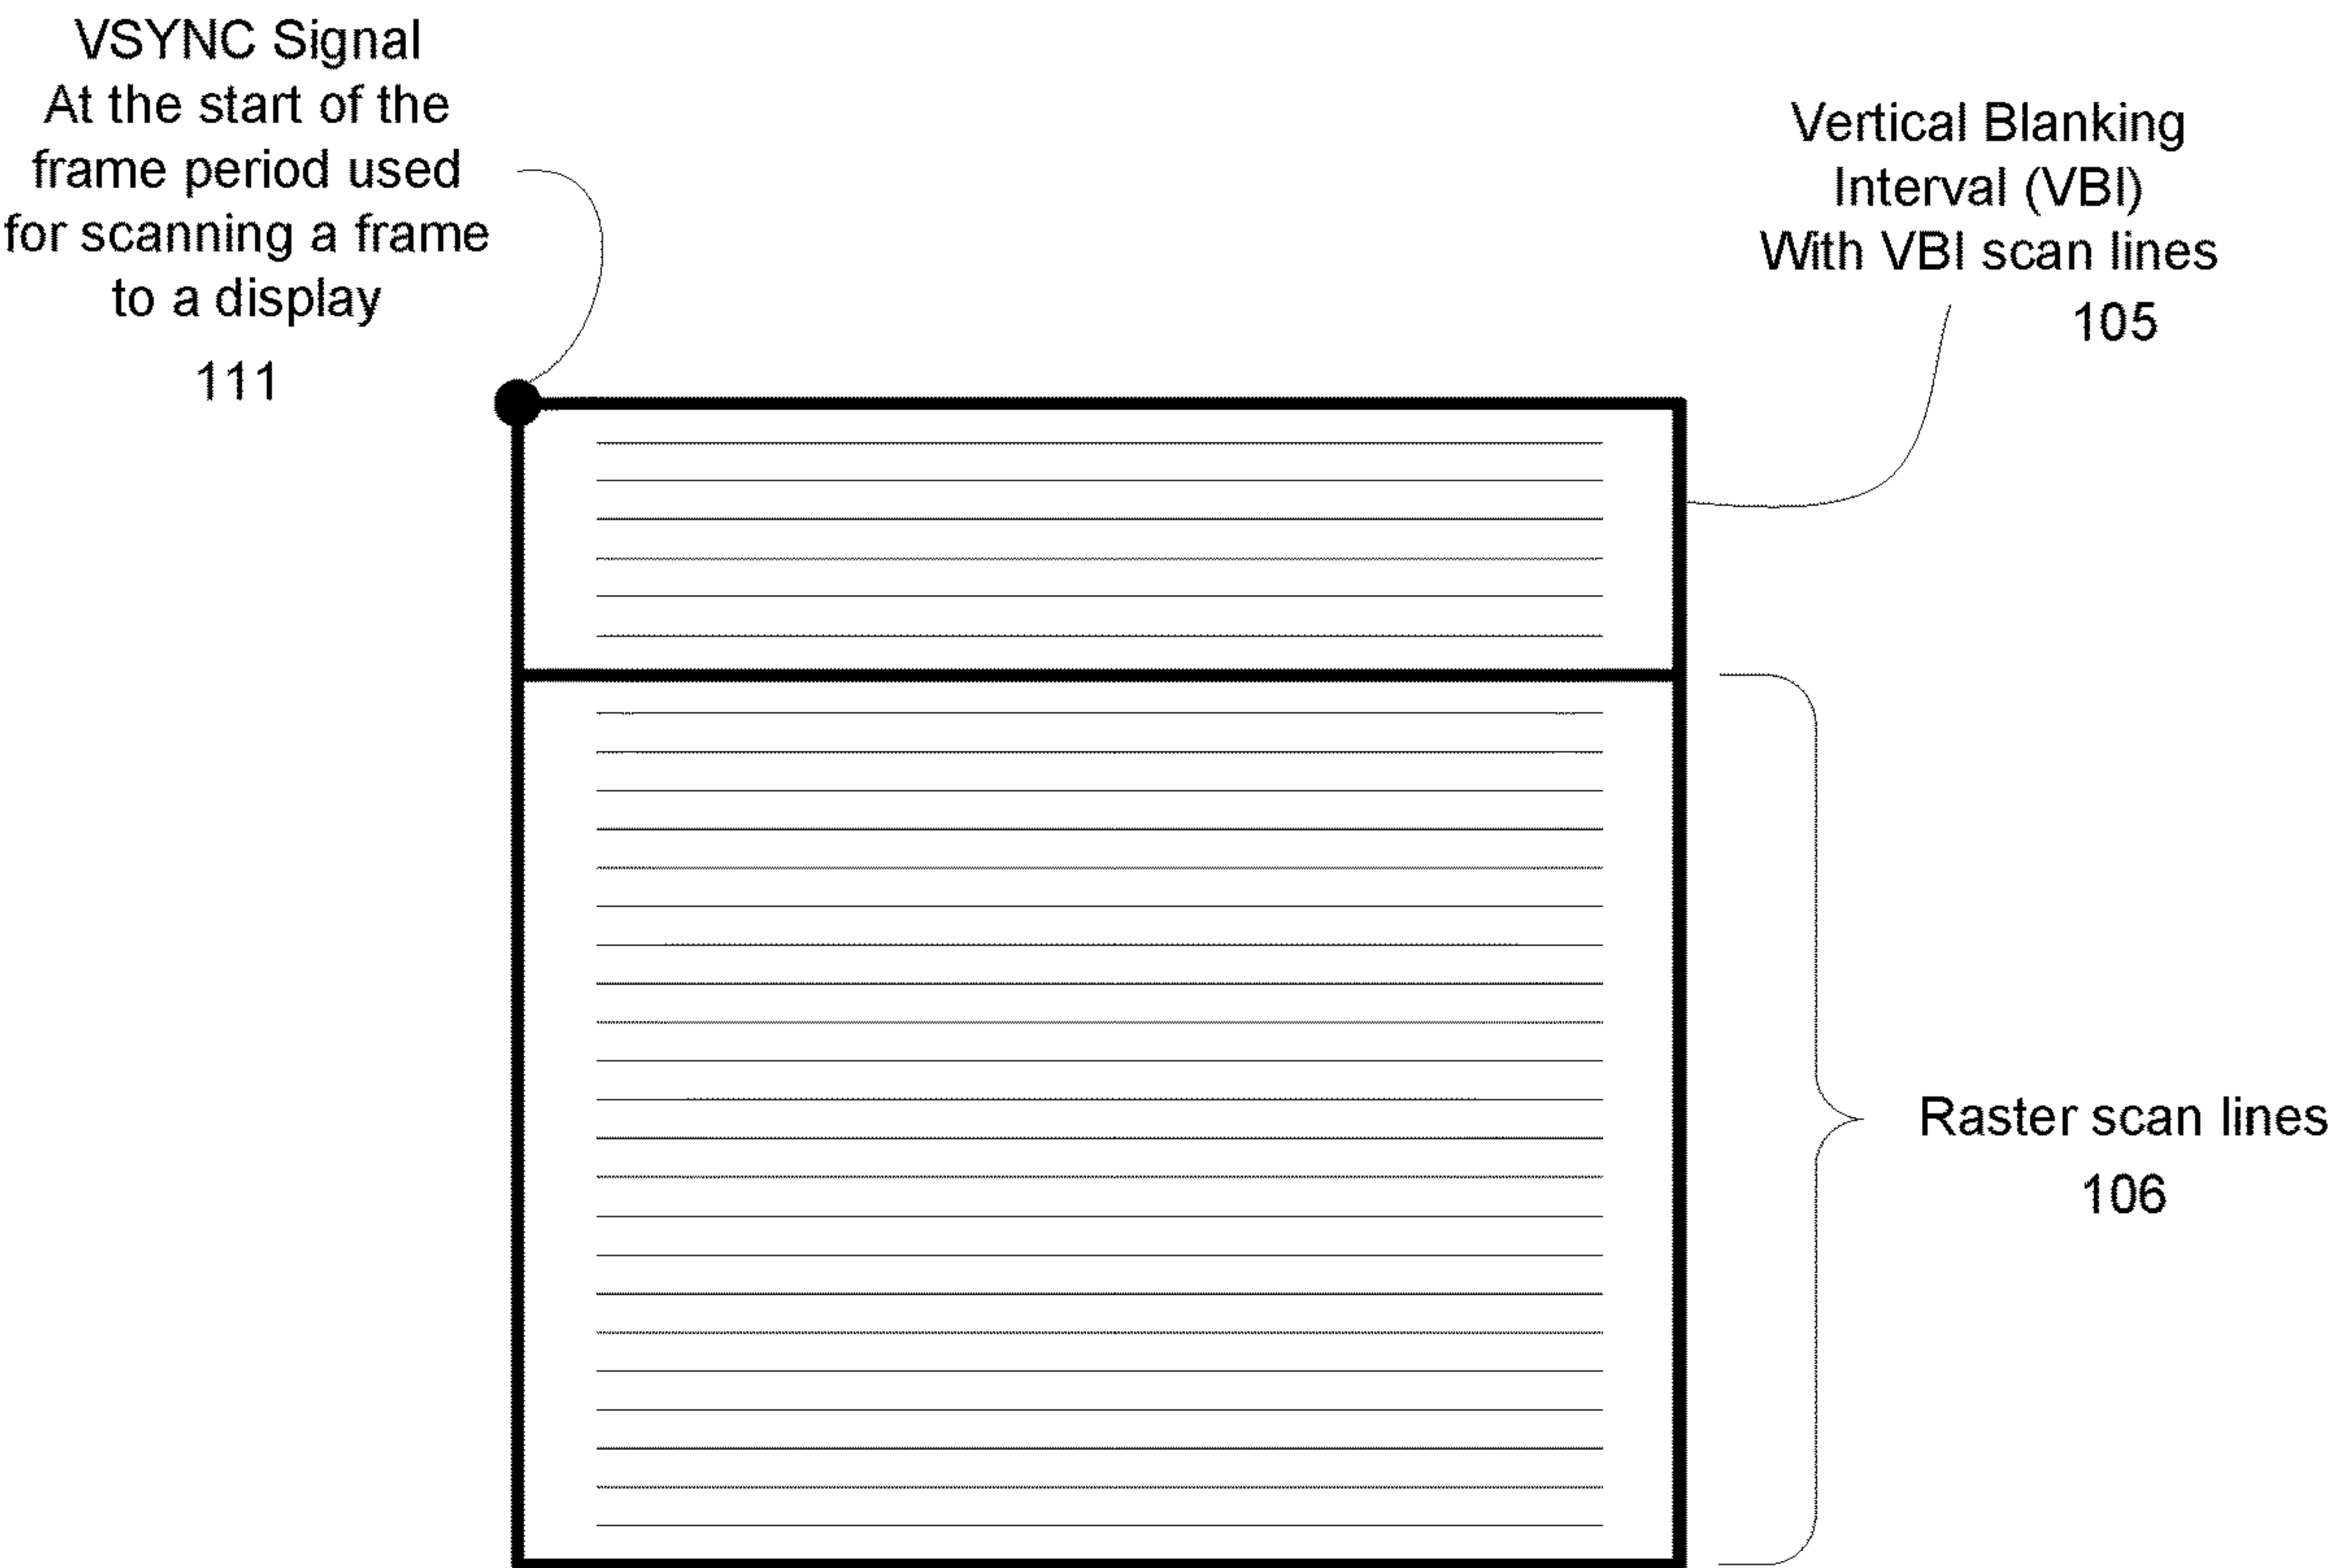 VSYNC Signal
At the start of the
frame period used
for scanning a frame
to a display
111
Vertical Blanking
Interval (VBI)
With VBI scan lines
105
Raster scan lines
106